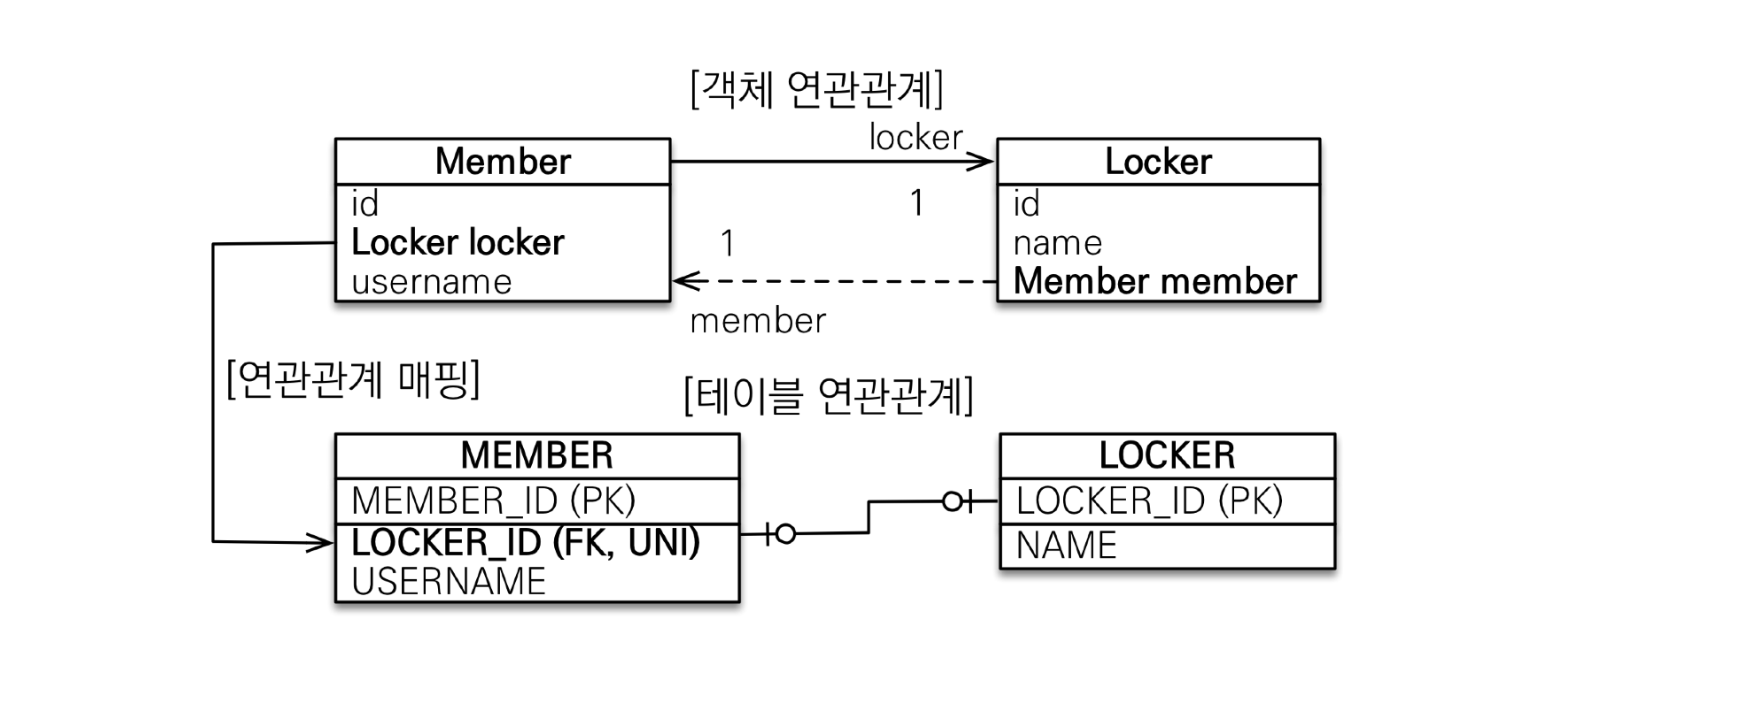 [객체 연관관계]
locker
Member
id
Locker locker
username
1
1
member
Locker
id
name
Member member
[연관관계 매핑]
[테이블 연관관계]
MEMBER
MEMBER_ID (PK)
LOCKER_ID (FK, UNI)
USERNAME
LOCKER
LOCKER_ID (PK)
NAME